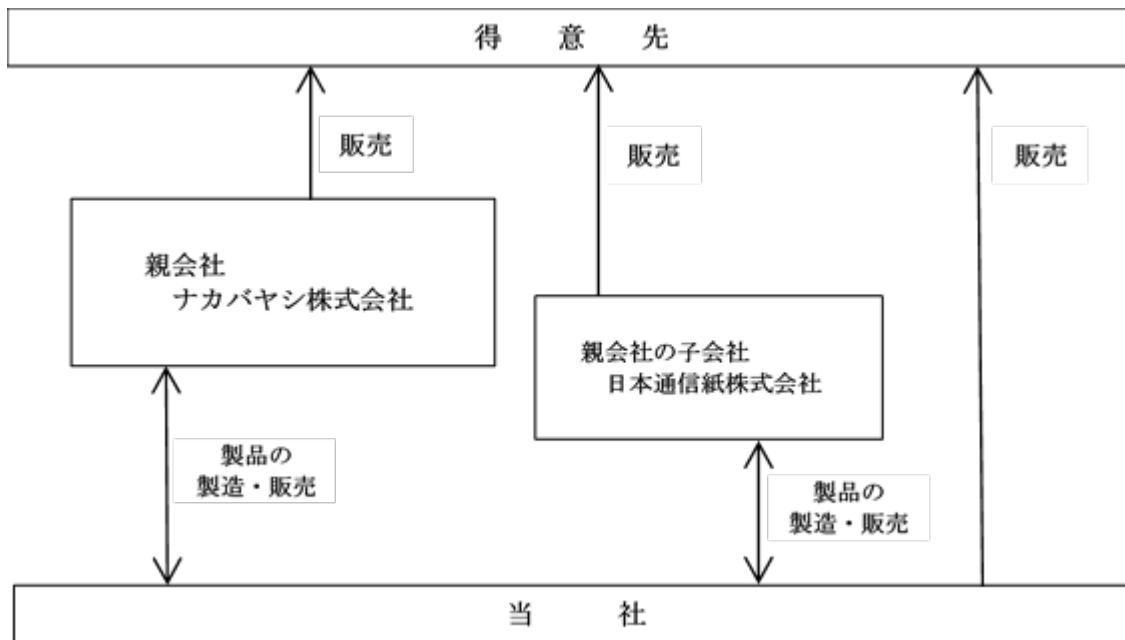 得意先
販売
販売
販売
親会社
ナカバヤシ株式会社
親会社の子会社
日本通信紙株式会社
製品の
製造・販売
製品の
製造・販売
当社